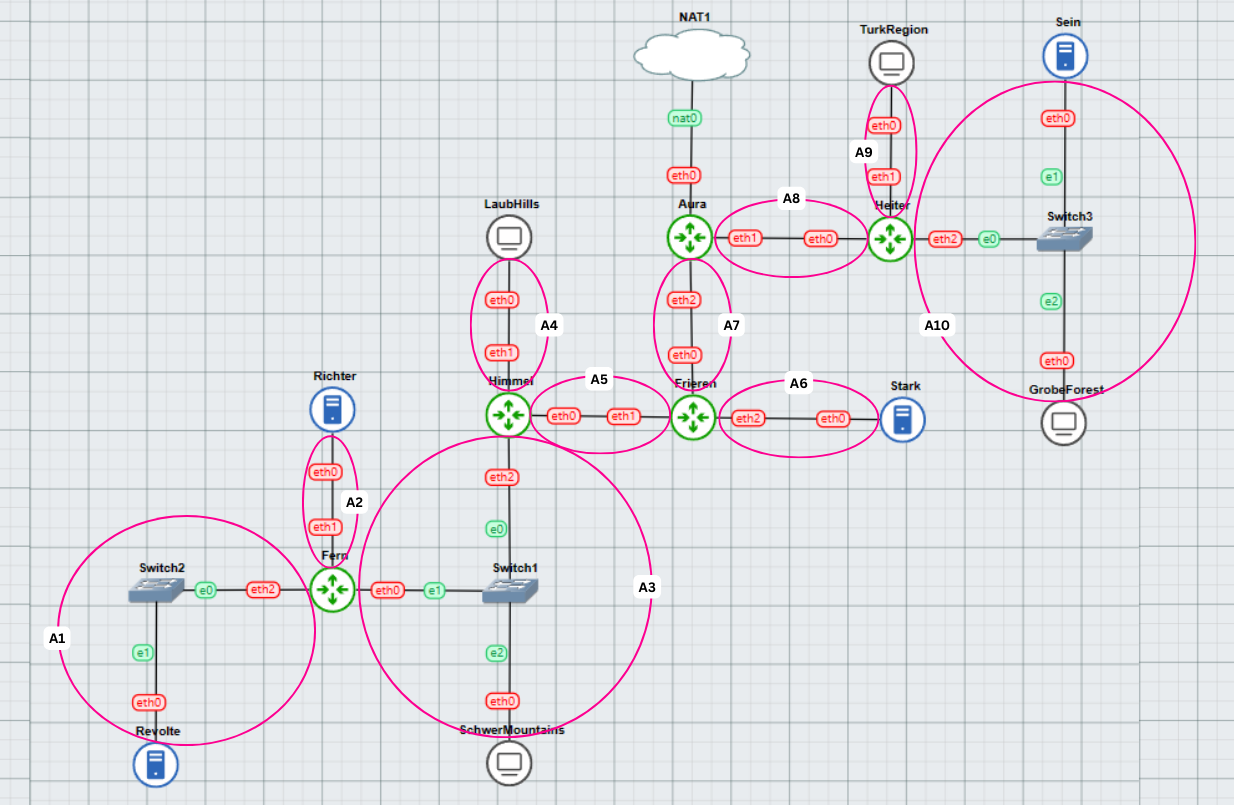 NAT1
Sein
TurkRegion
nat0
eth0
eth0
A9
eth0
eth1
e1
LaubHills
Aura
A8
Heiter
Switch3
eth1
eth0
eth2
e0
eth0
A4
eth1
eth2
A7
eth0
e2
A10
eth0
Richter
Himmel
A5
Frieren
A6
Stark
GrobeForest
eth0
eth1
eth2
eth0
eth0
A2
eth1
eth2
e0
Fern
Switch2
Switch1
e0
eth2
eth0
e1
A3
A1
e1
eth0
e2
eth0
Revolte
SchwerMountains